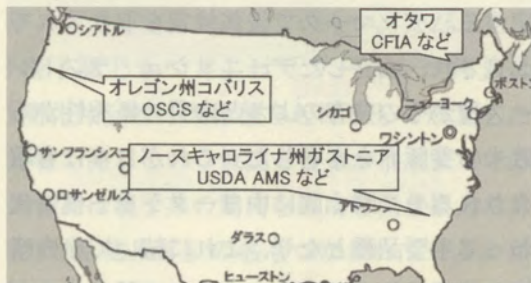 シアトル
オタワ
CFIA など
オレゴン州コバリス
OSCS など
シカゴ
ニューヨーク
ボストン
ワシントン
サンフランシスコ
ノースキャロライナ州ガストニア
USDA AMS など
ロサンゼルス
アトランタ
ダラス
ヒューストン